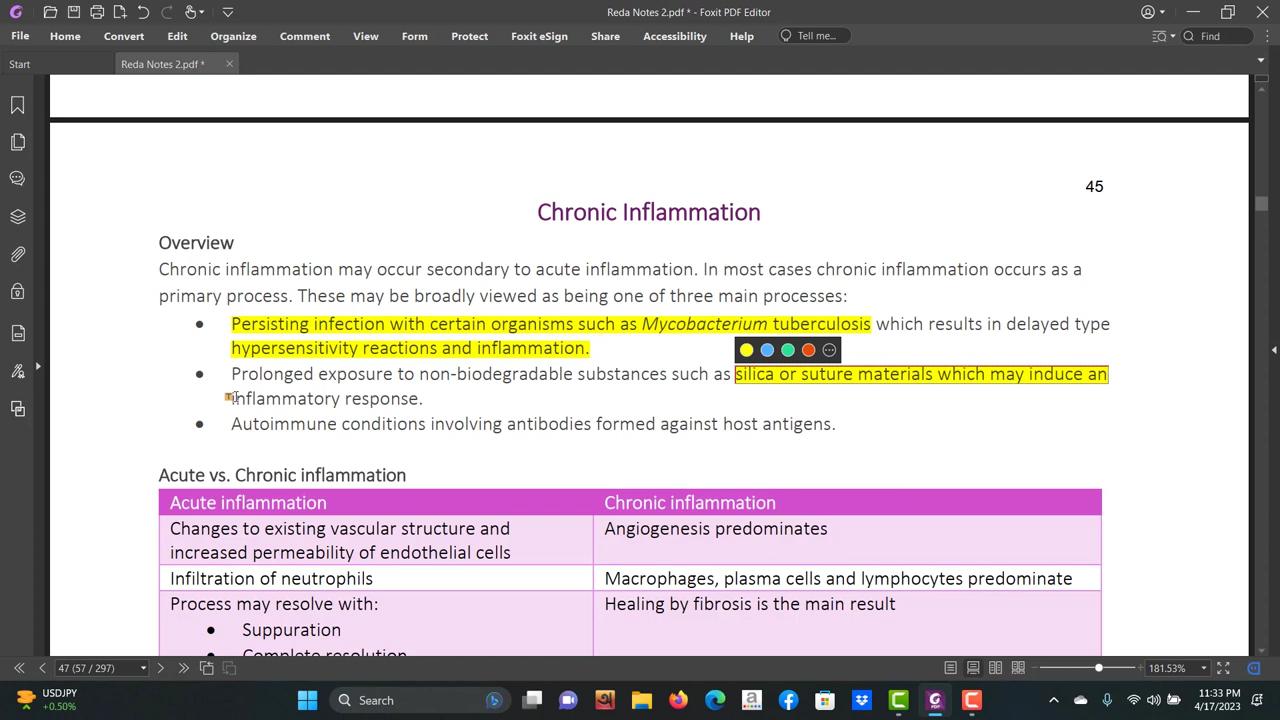 Reda Notes 2.pdf * - Foxit PDF Editor
File Home Comment View Form Protect Foxit eSign Share Accessibility Help Tell me... Find
Convert Edit Organize
Start Reda Notes 2.pdf *
45
Chronic Inflammation
Overview
Chronic inflammation may occur secondary to acute inflammation. In most cases chronic inflammation occurs as a
primary process. These may be broadly viewed as being one of three main processes:
• Persisting infection with certain organisms such as Mycobacterium tuberculosis which results in delayed type
hypersensitivity reactions and inflammation.
• Prolonged exposure to non-biodegradable substances such as silica or suture materials which may induce an
inflammatory response.
• Autoimmune conditions involving antibodies formed against host antigens.
Acute vs. Chronic inflammation
Acute inflammation Chronic inflammation
Changes to existing vascular structure and Angiogenesis predominates
increased permeability of endothelial cells
Infiltration of neutrophils Macrophages, plasma cells and lymphocytes predominate
Process may resolve with: Healing by fibrosis is the main result
• Suppuration
• Complete resolution
47 (57 / 297) 181.53%
USDJPY
+0.50%
Search
11:33 PM
4/17/2023